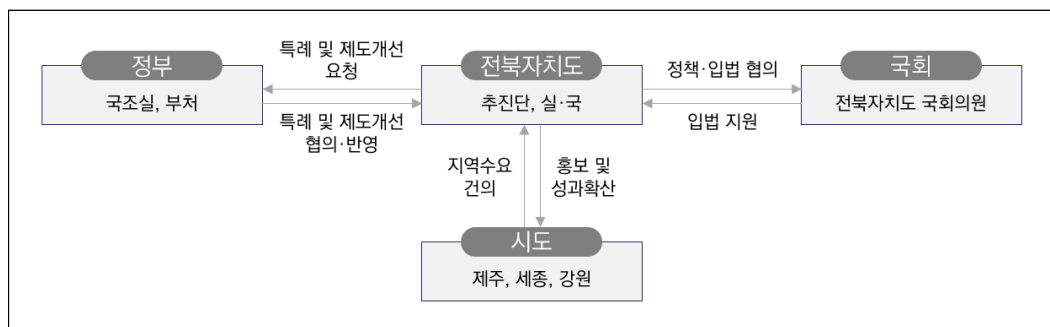 정부
국조실, 부처
특례 및 제도개선
요청
특례 및 제도개선
협의·반영
전북자치도
추진단, 실·국
정책·입법 협의
입법 지원
국회
전북자치도 국회의원
지역수요
건의
홍보 및
성과확산
시도
제주, 세종, 강원